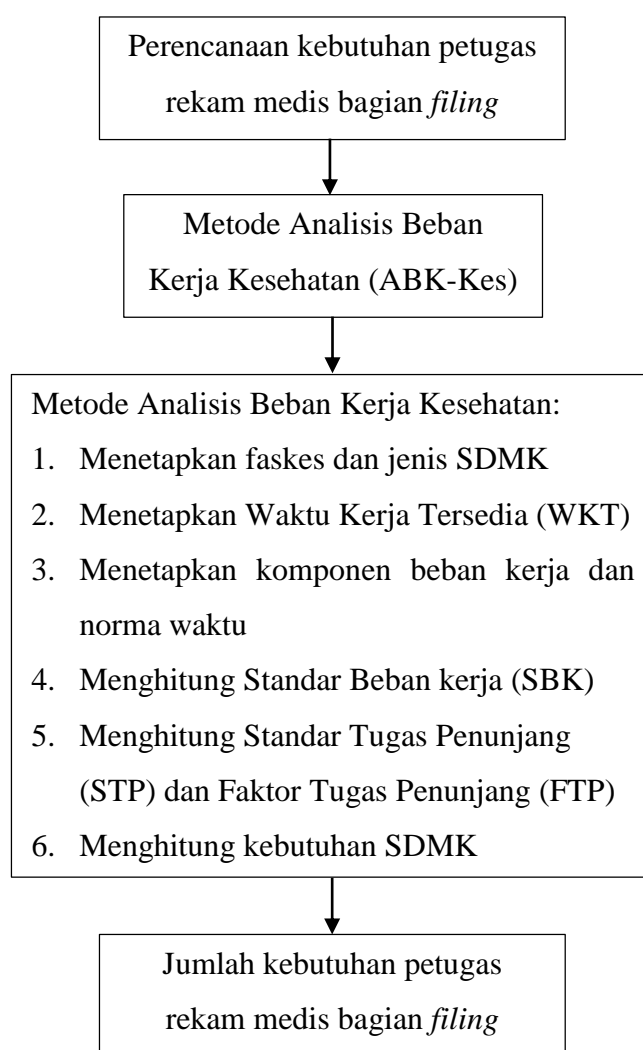 Perencanaan kebutuhan petugas
rekam medis bagian filing
Metode Analisis Beban
Kerja Kesehatan (ABK-Kes)
Metode Analisis Beban Kerja Kesehatan:
1. Menetapkan faskes dan jenis SDMK
2. Menetapkan Waktu Kerja Tersedia (WKT)
3. Menetapkan komponen beban kerja dan
norma waktu
4. Menghitung Standar Beban kerja (SBK)
5. Menghitung Standar Tugas Penunjang
(STP) dan Faktor Tugas Penunjang (FTP)
6. Menghitung kebutuhan SDMK
Jumlah kebutuhan petugas
rekam medis bagian filing